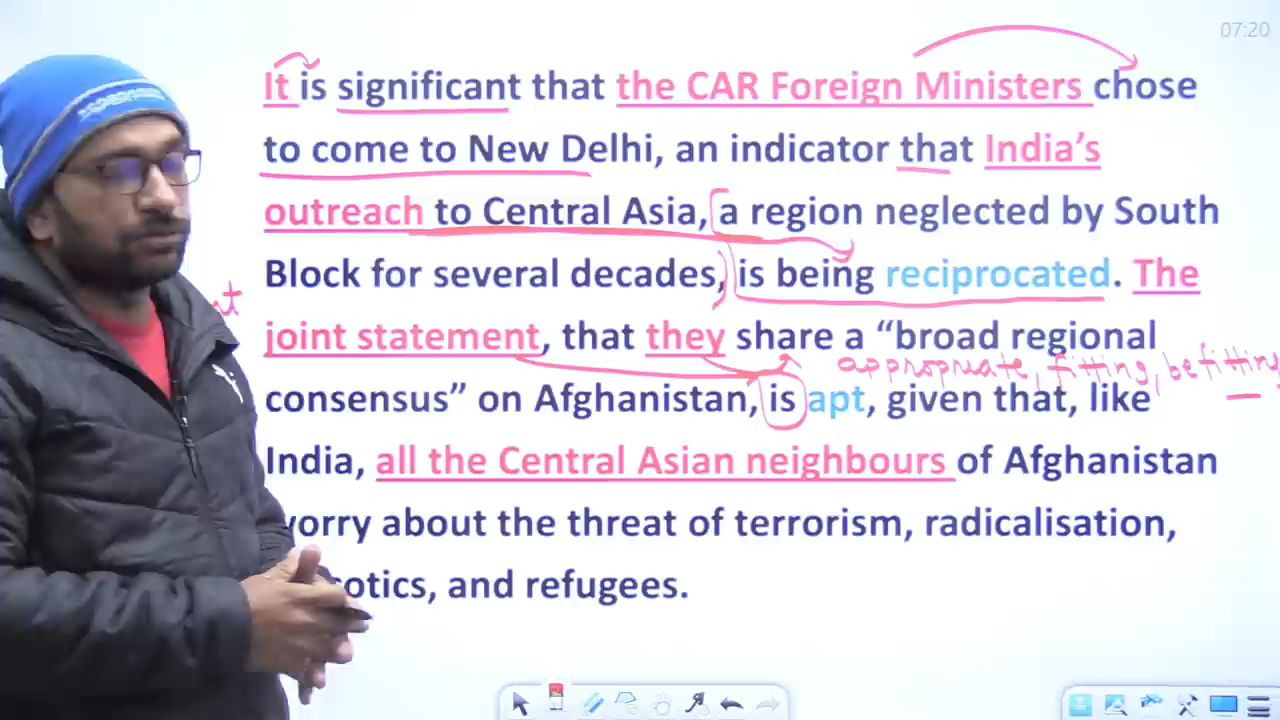 07:20
It is significant that the CAR Foreign Ministers chose
to come to New Delhi, an indicator that India's
outreach to Central Asia, a region neglected by South
Block for several decades, is being reciprocated. The
joint statement, that they share a “broad regional
appropriate, fitting, befitting
consensus” on Afghanistan, is apt, given that, like
India, all the Central Asian neighbours of Afghanistan
worry about the threat of terrorism, radicalisation,
and refugees.